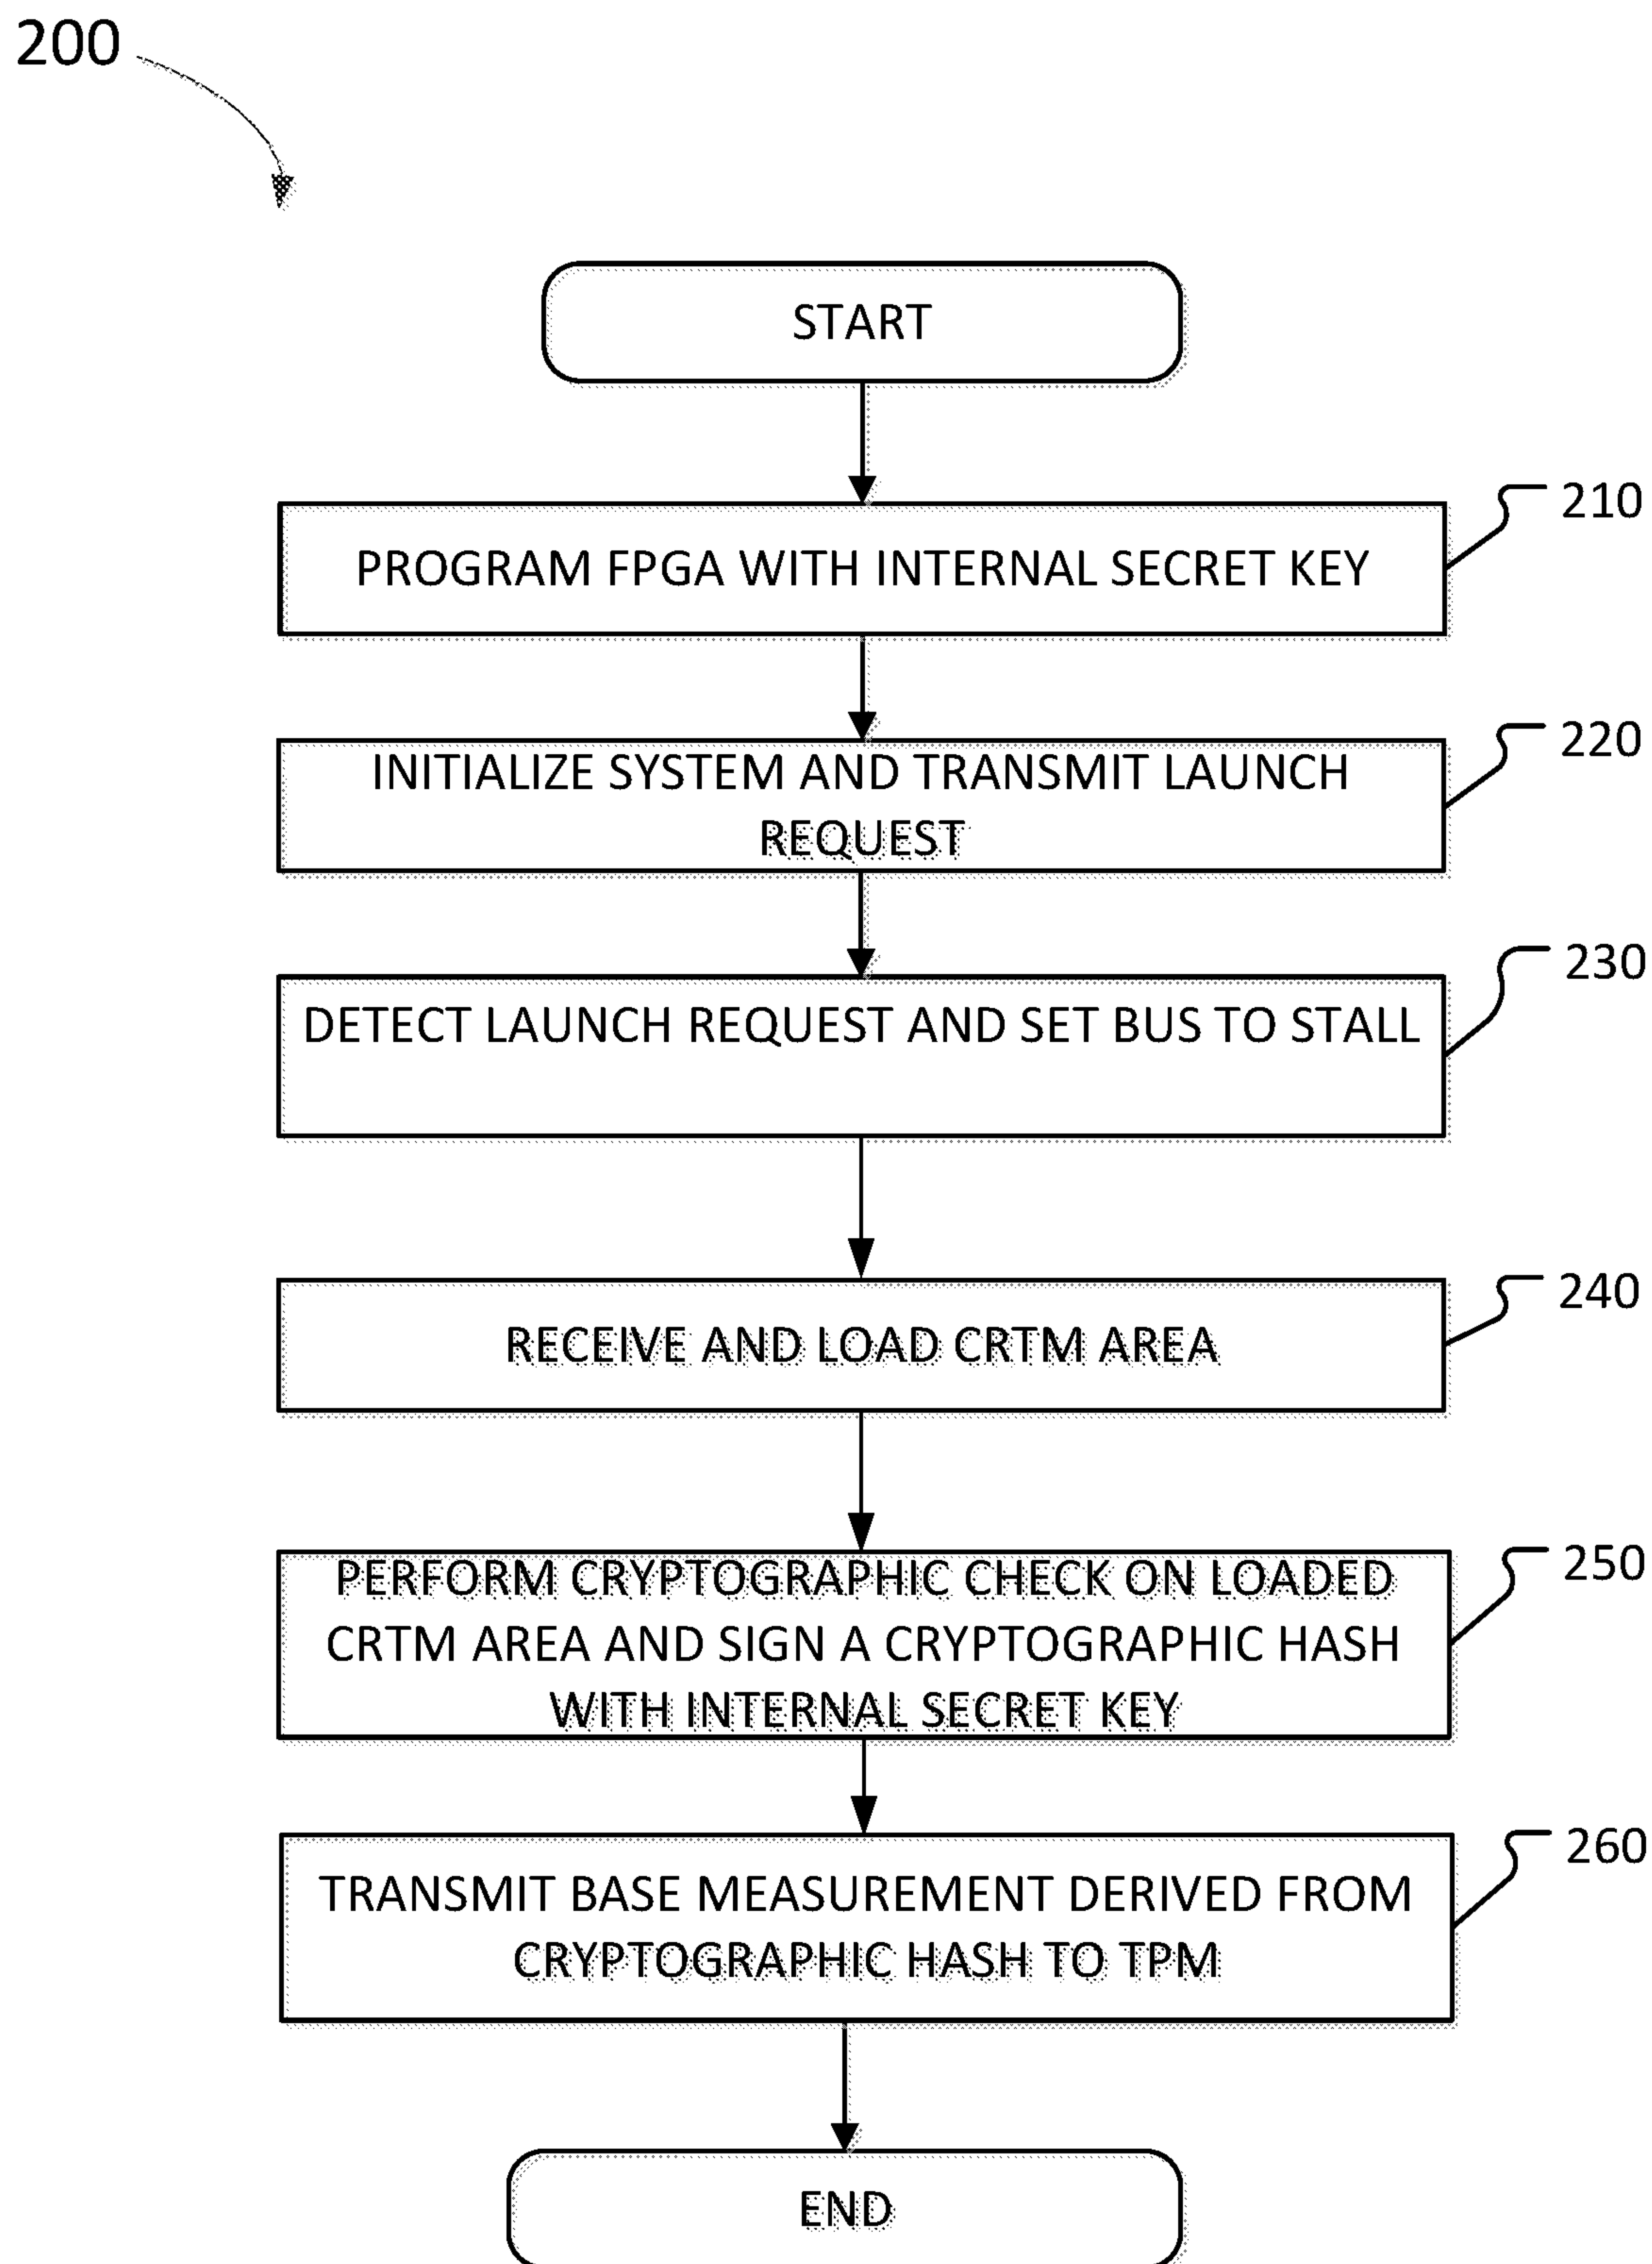 200
START
PROGRAM FPGA WITH INTERNAL SECRET KEY
210
INITIALIZE SYSTEM AND TRANSMIT LAUNCH
REQUEST
220
DETECT LAUNCH REQUEST AND SET BUS TO STALL
230
RECEIVE AND LOAD CRTM AREA
240
PERFORM CRYPTOGRAPHIC CHECK ON LOADED
CRTM AREA AND SIGN A CRYPTOGRAPHIC HASH
WITH INTERNAL SECRET KEY
250
TRANSMIT BASE MEASUREMENT DERIVED FROM
CRYPTOGRAPHIC HASH TO TPM
260
END